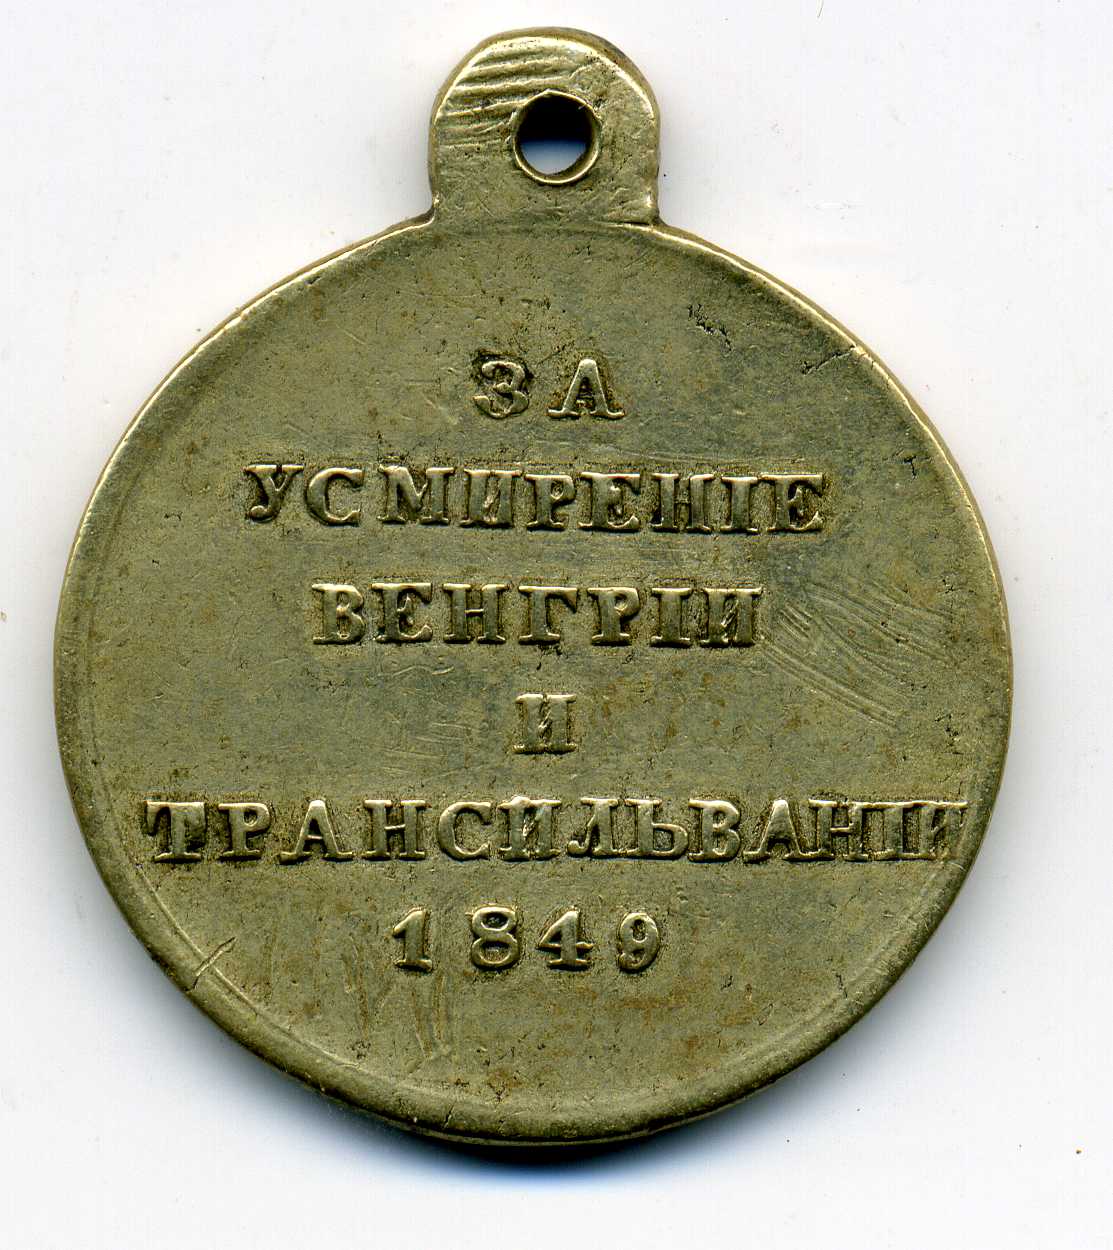 ЗА
УСМИРЕНІЕ
ВЕНГРІИ
И
ТРАНСИЛЬВАНІИ
1849